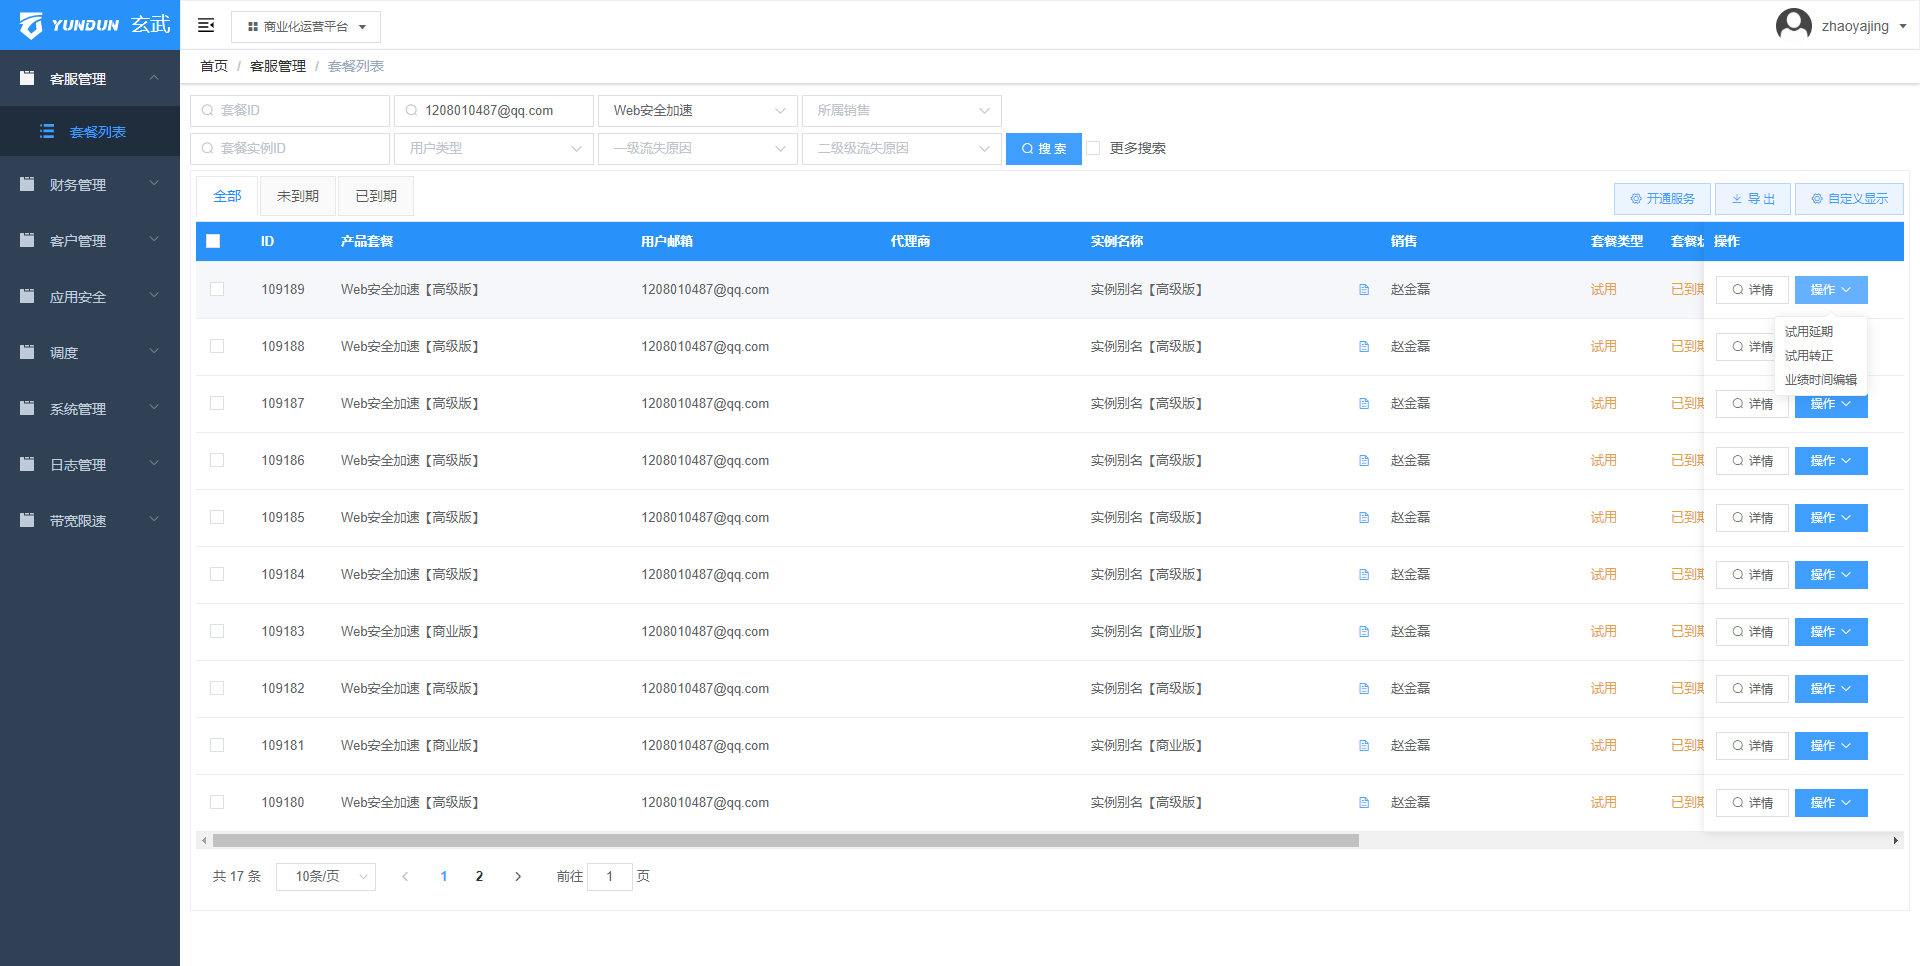 YUNDUN 玄武
商业化运营平台
zhaoyajing
首页 / 客服管理 / 套餐列表
客服管理
套餐列表
财务管理
客户管理
应用安全
调度
系统管理
日志管理
带宽限速
套餐ID 1208010487@qq.com Web安全加速 所属销售
套餐实例ID 用户类型 一级流失原因 二级级流失原因 搜 索 更多搜索
全部 未到期 已到期 开通服务 导 出 自定义显示
ID 产品套餐 用户邮箱 代理商 实例名称 销售 套餐类型 套餐 操作
109189 Web安全加速【高级版】 1208010487@qq.com 实例别名【高级版】 赵金磊 试用 已到期 详情 操作
试用延期
试用转正
业绩时间编辑
109188 Web安全加速【高级版】 1208010487@qq.com 实例别名【高级版】 赵金磊 试用 已到期 详情
109187 Web安全加速【高级版】 1208010487@qq.com 实例别名【高级版】 赵金磊 试用 已到期 详情 操作
109186 Web安全加速【高级版】 1208010487@qq.com 实例别名【高级版】 赵金磊 试用 已到期 详情 操作
109185 Web安全加速【高级版】 1208010487@qq.com 实例别名【高级版】 赵金磊 试用 已到期 详情 操作
109184 Web安全加速【高级版】 1208010487@qq.com 实例别名【高级版】 赵金磊 试用 已到期 详情 操作
109183 Web安全加速【商业版】 1208010487@qq.com 实例别名【商业版】 赵金磊 试用 已到期 详情 操作
109182 Web安全加速【高级版】 1208010487@qq.com 实例别名【高级版】 赵金磊 试用 已到期 详情 操作
109181 Web安全加速【商业版】 1208010487@qq.com 实例别名【商业版】 赵金磊 试用 已到期 详情 操作
109180 Web安全加速【高级版】 1208010487@qq.com 实例别名【高级版】 赵金磊 试用 已到期 详情 操作
共 17 条 10条/页 1 2 前往 1 页